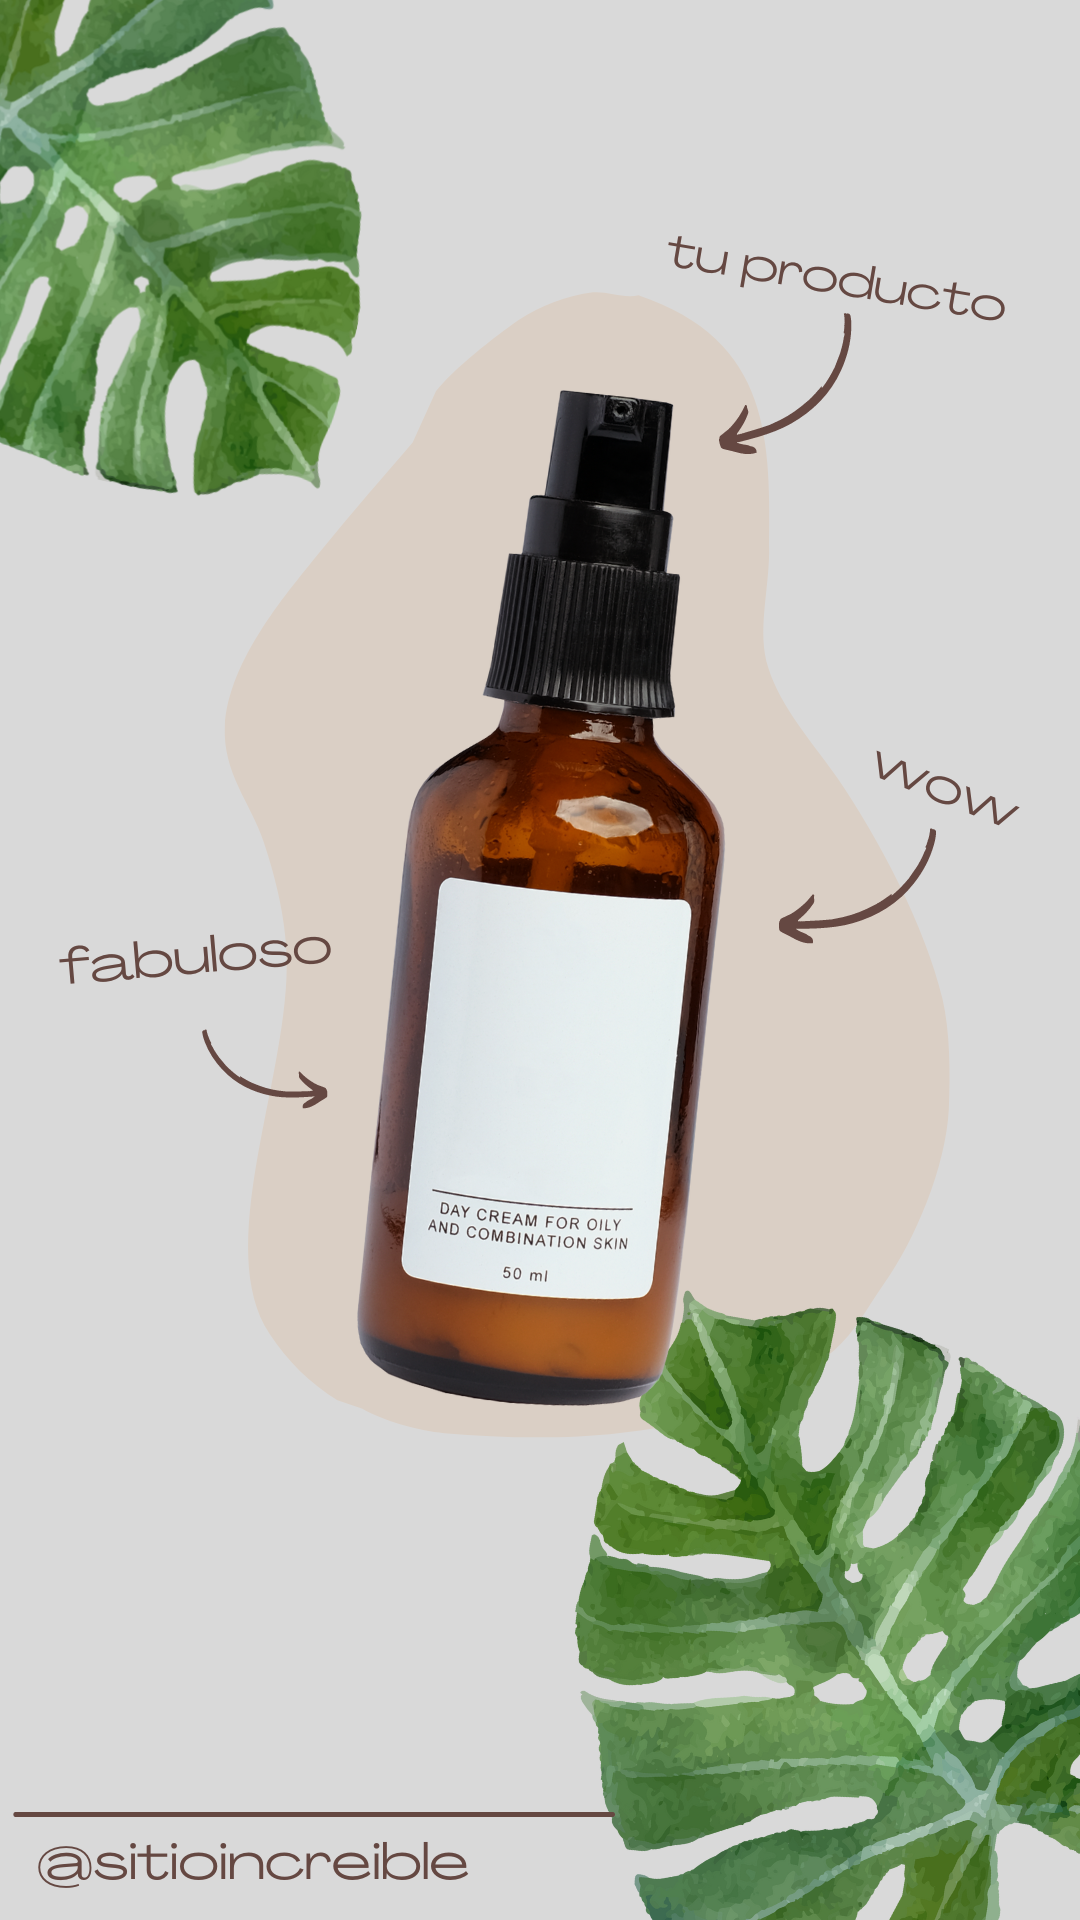 tu producto
wow
fabuloso
DAY CREAM FOR OILY
AND COMBINATION SKIN
50 ml
@sitioincreible